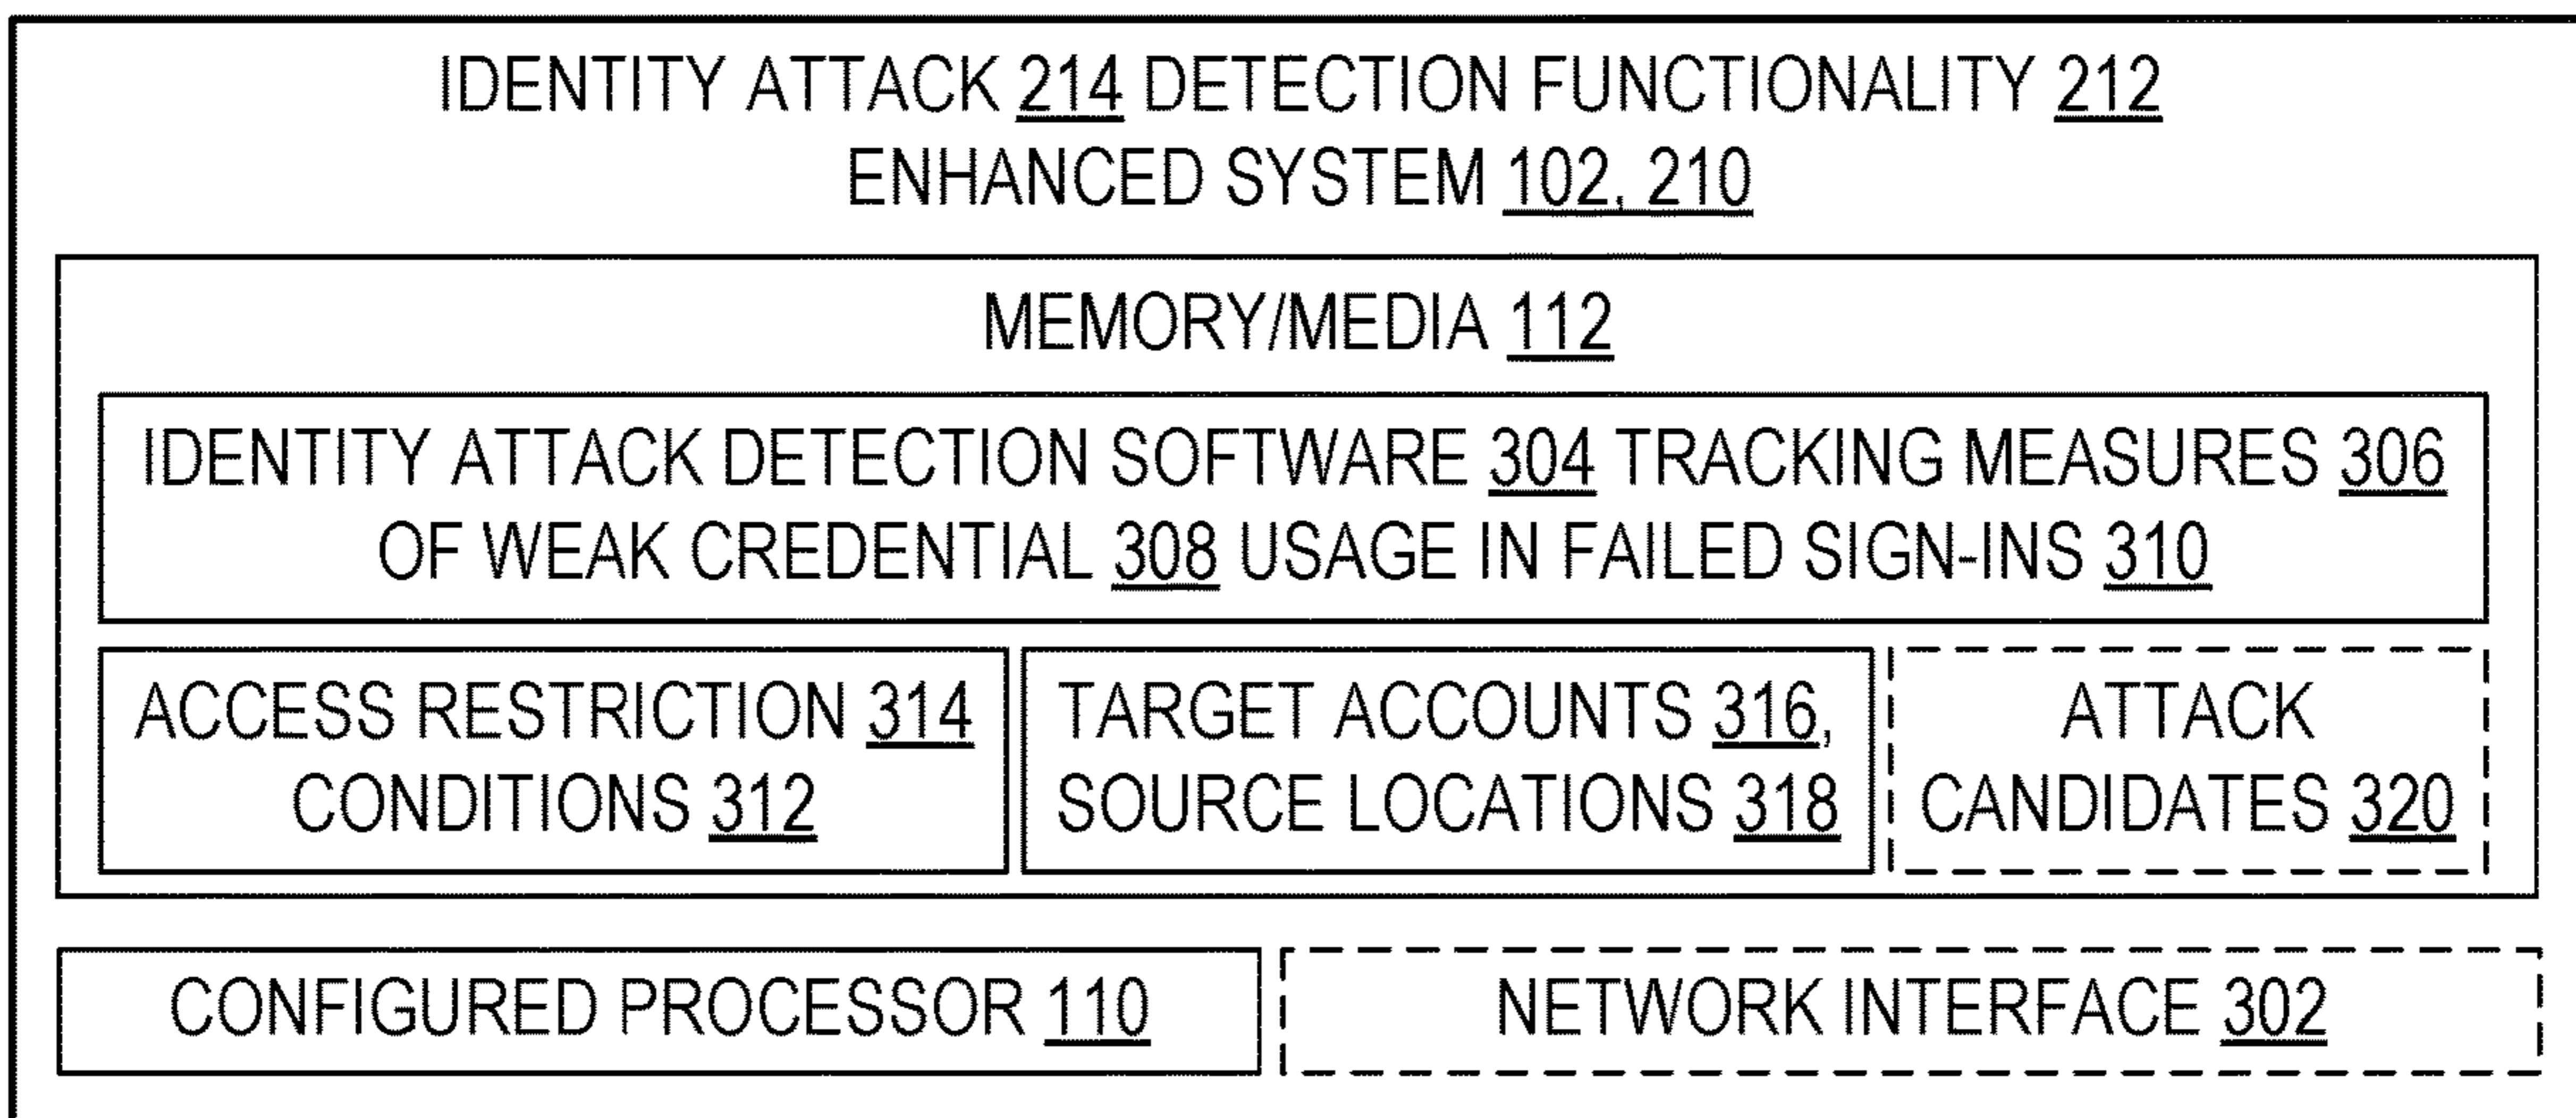 IDENTITY ATTACK 214 DETECTION FUNCTIONALITY 212
ENHANCED SYSTEM 102, 210
MEMORY/MEDIA 112
IDENTITY ATTACK DETECTION SOFTWARE 304 TRACKING MEASURES 306
OF WEAK CREDENTIAL 308 USAGE IN FAILED SIGN-INS 310
ACCESS RESTRICTION 314
CONDITIONS 312
TARGET ACCOUNTS 316,
SOURCE LOCATIONS 318
ATTACK
CANDIDATES 320
CONFIGURED PROCESSOR 110
NETWORK INTERFACE 302